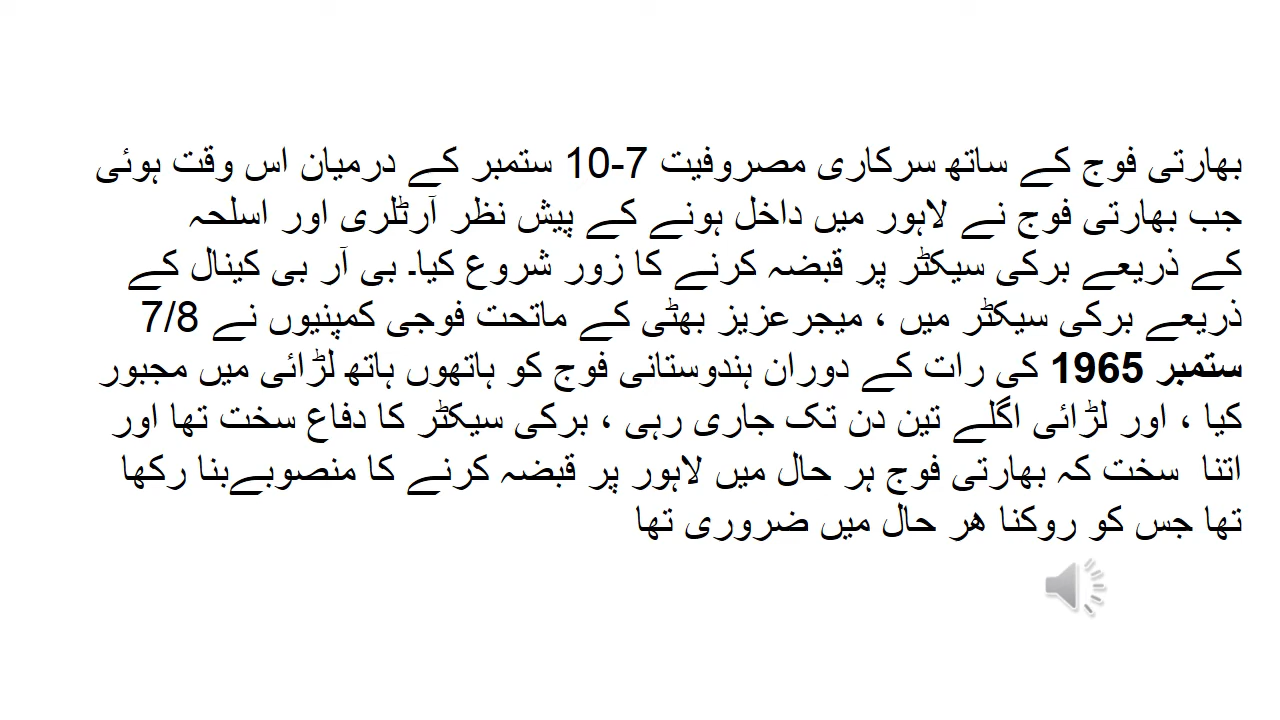 بھارتی فوج کے ساتھ سرکاری مصروفیت 7-10 ستمبر کے درمیان اس وقت ہوئی
جب بھارتی فوج نے لاہور میں داخل ہونے کے پیش نظر آرٹلری اور اسلحہ
کے ذریعے برکی سیکٹر پر قبضہ کرنے کا زور شروع کیا۔ بی آر بی کینال کے
ذریعے برکی سیکٹر میں ، میجرعزیز بھٹی کے ماتحت فوجی کمپنیوں نے 7/8
ستمبر 1965 کی رات کے دوران ہندوستانی فوج کو ہاتھوں ہاتھ لڑائی میں مجبور
کیا ، اور لڑائی اگلے تین دن تک جاری رہی ، برکی سیکٹر کا دفاع سخت تھا اور
اتنا  سخت کہ بھارتی فوج ہر حال میں لاہور پر قبضہ کرنے کا منصوبےبنا رکھا
تھا جس کو روکنا ھر حال میں ضروری تھا